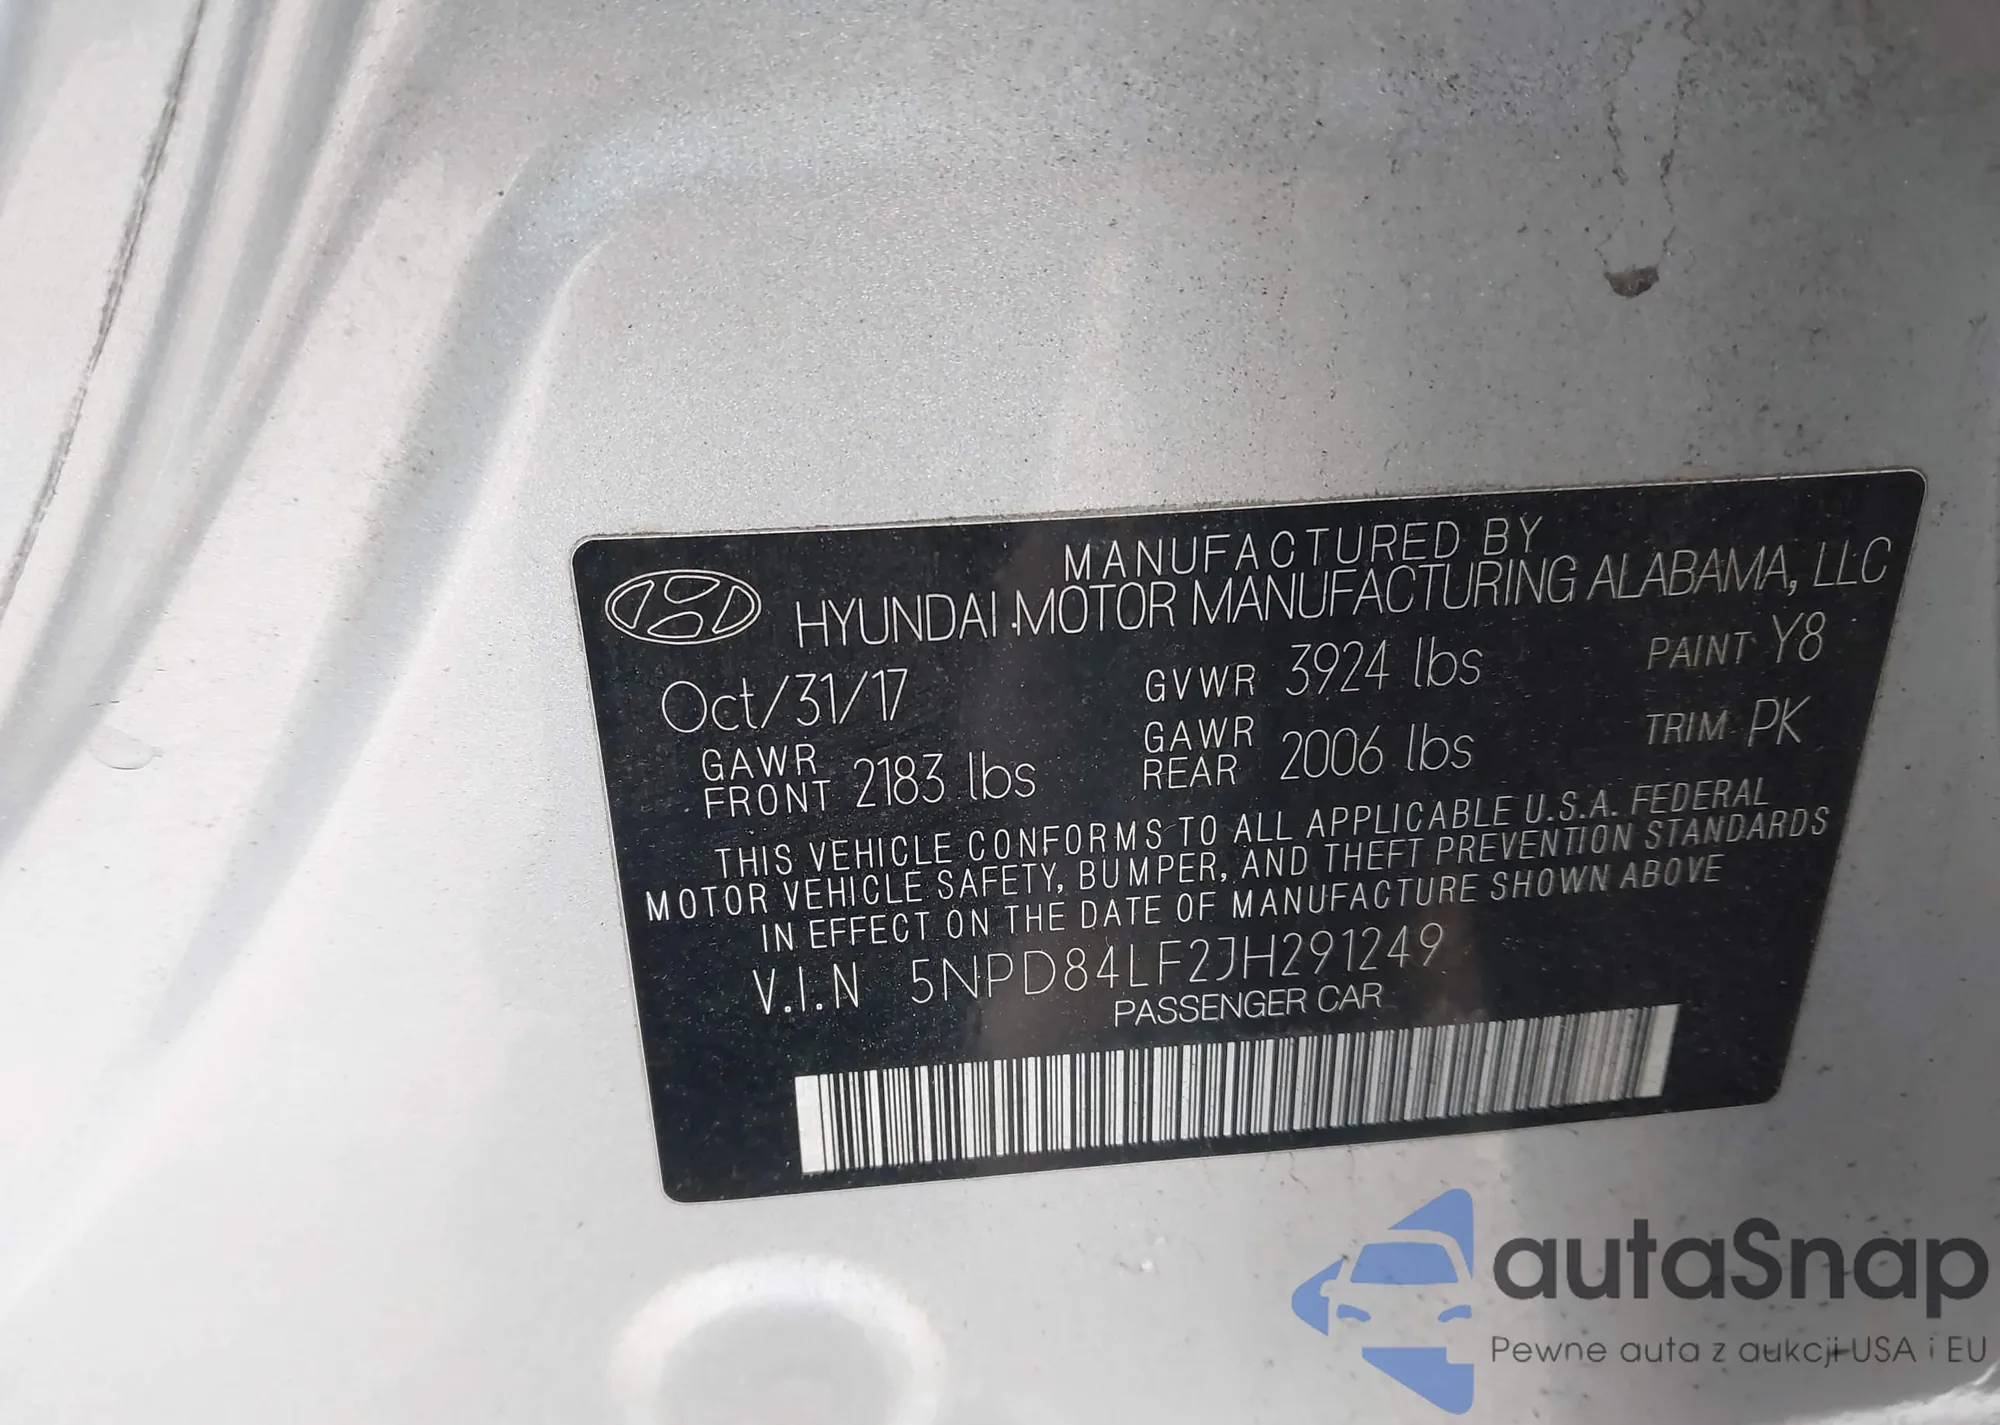 MANUFACTURED BY
HYUNDAI MOTOR MANUFACTURING ALABAMA, LLC
Oct/31/17 GVWR 3924 lbs PAINT Y8
GAWR FRONT 2183 lbs GAWR REAR 2006 lbs TRIM PK
THIS VEHICLE CONFORMS TO ALL APPLICABLE U.S.A. FEDERAL
MOTOR VEHICLE SAFETY, BUMPER, AND THEFT PREVENTION STANDARDS
IN EFFECT ON THE DATE OF MANUFACTURE SHOWN ABOVE
V.I.N 5NPD84LF2JH291249
PASSENGER CAR
autaSnap
Pewne auta z aukcji USA i EU